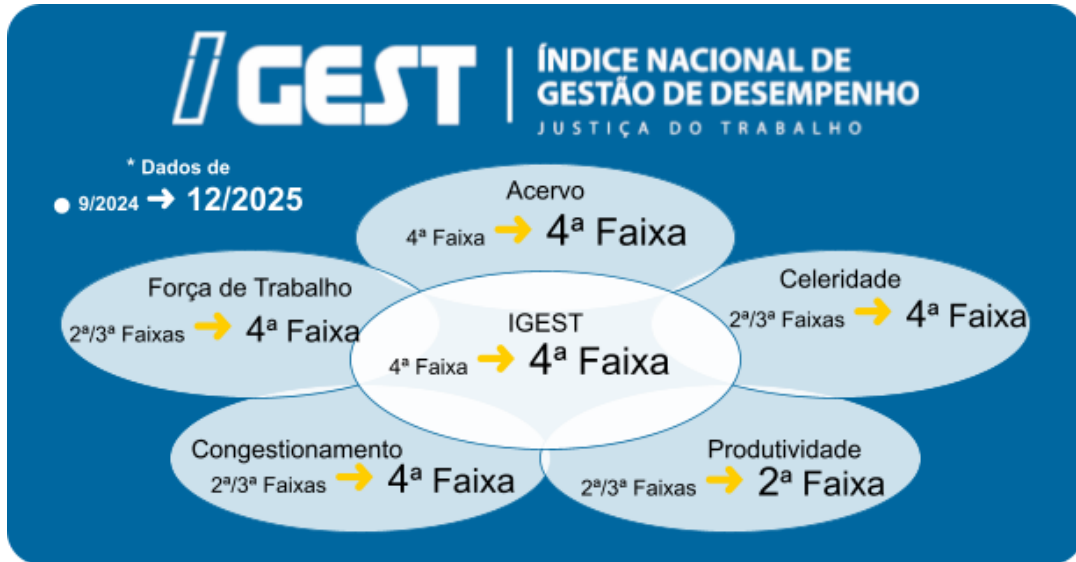 iGEST
ÍNDICE NACIONAL DE
GESTÃO DE DESEMPENHO
JUSTIÇA DO TRABALHO
* Dados de
9/2024 ➔ 12/2025
Acervo
4ª Faixa ➔ 4ª Faixa
Força de Trabalho
2ª/3ª Faixas ➔ 4ª Faixa
Celeridade
2ª/3ª Faixas ➔ 4ª Faixa
IGEST
4ª Faixa ➔ 4ª Faixa
Congestionamento
2ª/3ª Faixas ➔ 4ª Faixa
Produtividade
2ª/3ª Faixas ➔ 2ª Faixa